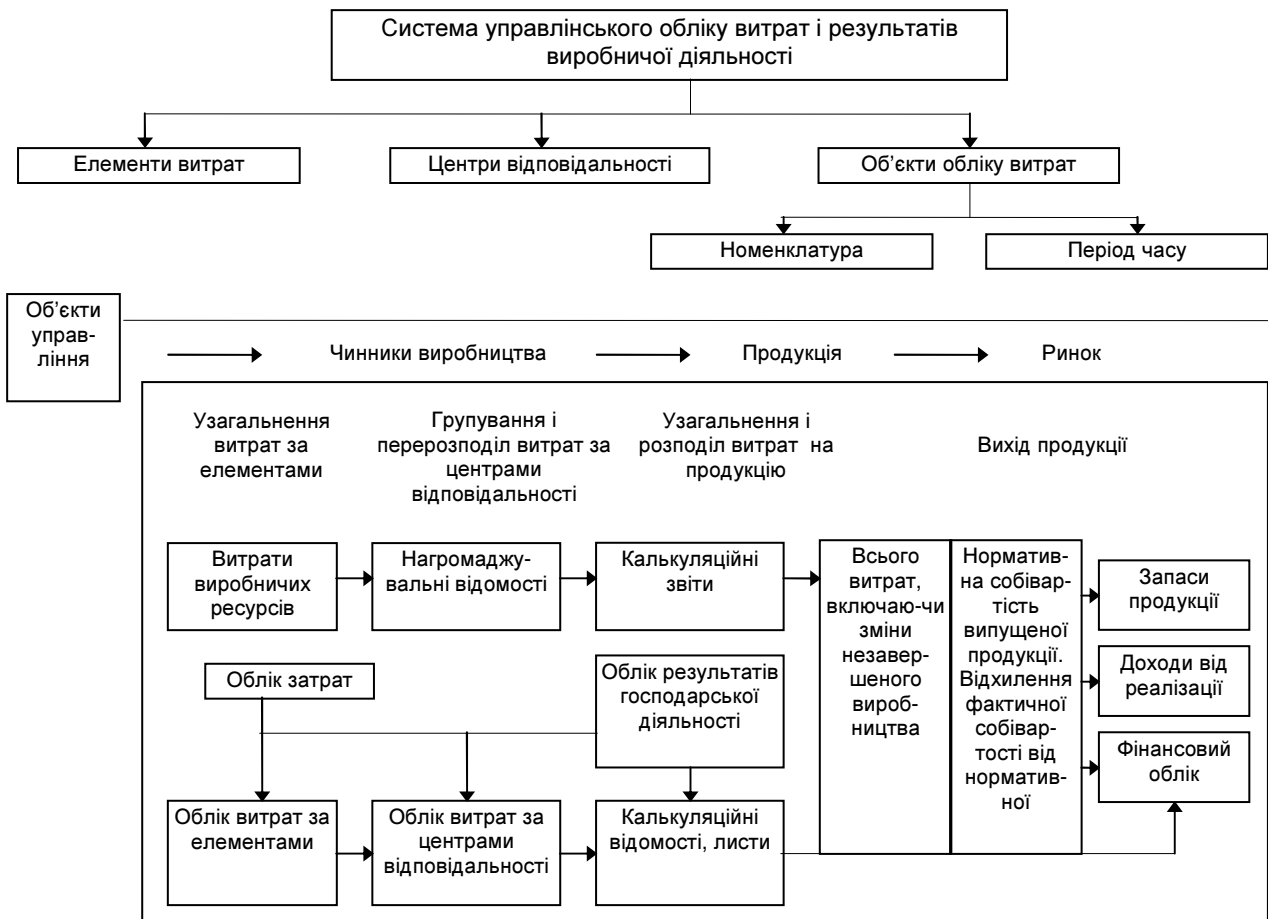 Система управлінського обліку витрат і результатів
виробничої діяльності
Елементи витрат
Центри відповідальності
Об’єкти обліку витрат
Номенклатура
Період часу
Об’єкти
управ-
ління
Чинники виробництва
Продукція
Ринок
Узагальнення
витрат за
елементами
Групування і
перерозподіл витрат за
центрами
відповідальності
Узагальнення і
розподіл витрат на
продукцію
Вихід продукції
Витрати
виробничих
ресурсів
Нагромаджу-
вальні відомості
Калькуляційні
звіти
Всього
витрат,
включаю-чи
зміни
незавер-
шеного
вироб-
ництва
Норматив-
на собівар-
тість
випущеної
продукції.
Відхилення
фактичної
собівар-
тості від
норматив-
ної
Запаси
продукції
Доходи від
реалізації
Фінансовий
облік
Облік затрат
Облік результатів
господарської
діяльності
Облік витрат за
елементами
Облік витрат за
центрами
відповідальності
Калькуляційні
відомості, листи